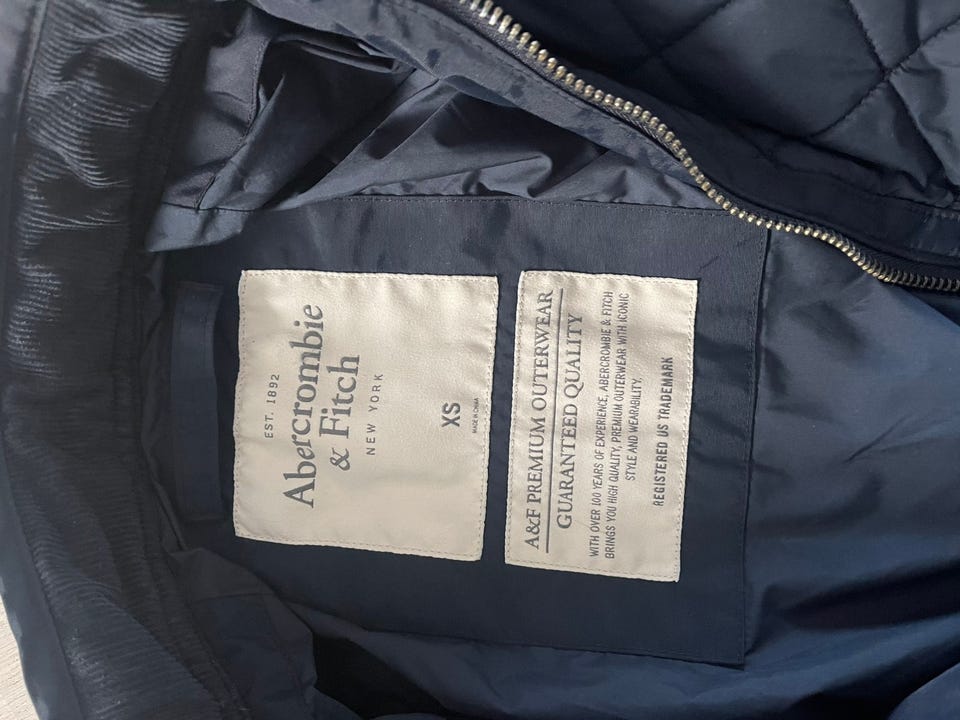 EST. 1892
Abercrombie
& Fitch
NEW YORK
XS
MADE IN CHINA
A&F PREMIUM OUTERWEAR
GUARANTEED QUALITY
WITH OVER 100 YEARS OF EXPERIENCE, ABERCROMBIE & FITCH
BRINGS YOU HIGH QUALITY, PREMIUM OUTERWEAR WITH ICONIC
STYLE AND WEARABILITY.
REGISTERED US TRADEMARK